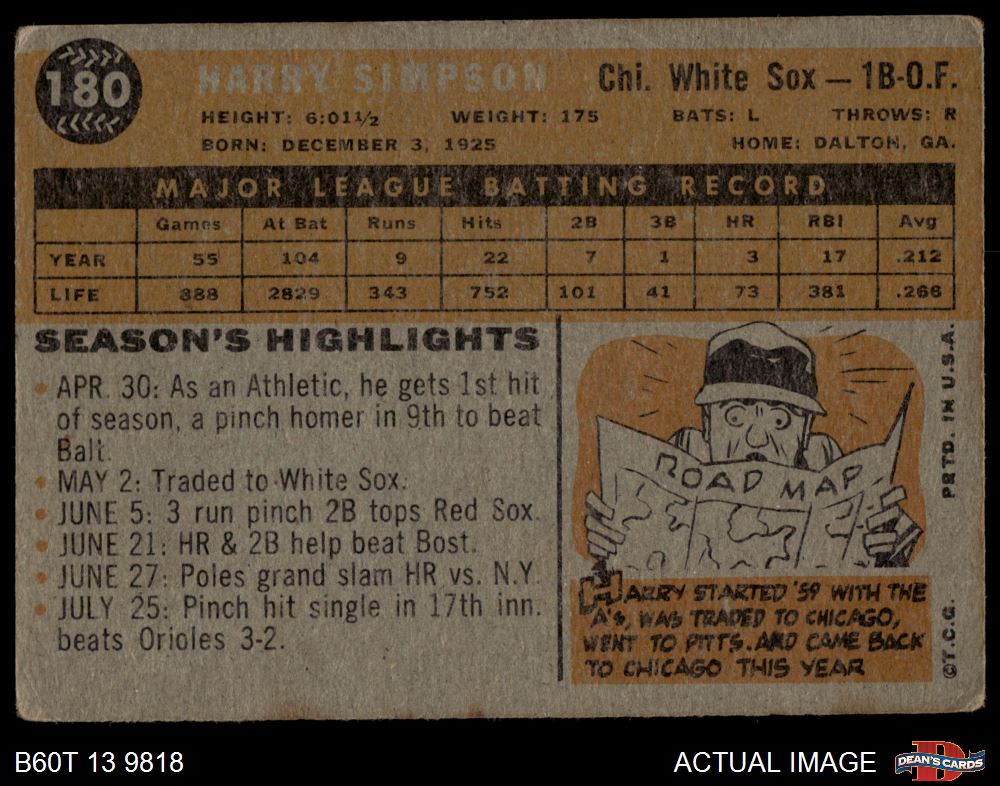 180
HARRY SIMPSON Chi. White Sox — 1B-O.F.
HEIGHT: 6:01½ WEIGHT: 175 BATS: L THROWS: R
BORN: DECEMBER 3, 1925 HOME: DALTON, GA.
MAJOR LEAGUE BATTING RECORD
Games At Bat Runs Hits 2B 3B HR RBI Avg
YEAR 55 104 9 22 7 1 3 17 .212
LIFE 888 2829 343 752 101 41 73 381 .266
SEASON'S HIGHLIGHTS
• APR. 30: As an Athletic, he gets 1st hit
of season, a pinch homer in 9th to beat
Balt.
• MAY 2: Traded to White Sox.
• JUNE 5: 3 run pinch 2B tops Red Sox.
• JUNE 21: HR & 2B help beat Bost.
• JUNE 27: Poles grand slam HR vs. N.Y.
• JULY 25: Pinch hit single in 17th inn.
beats Orioles 3-2.
ROAD MAP
HARRY STARTED '59 WITH THE
A'S, WAS TRADED TO CHICAGO,
WENT TO PITTS. AND CAME BACK
TO CHICAGO THIS YEAR
©T.C.G. PRTD. IN U.S.A.
B60T 13 9818
ACTUAL IMAGE
D
DEAN'S CARDS